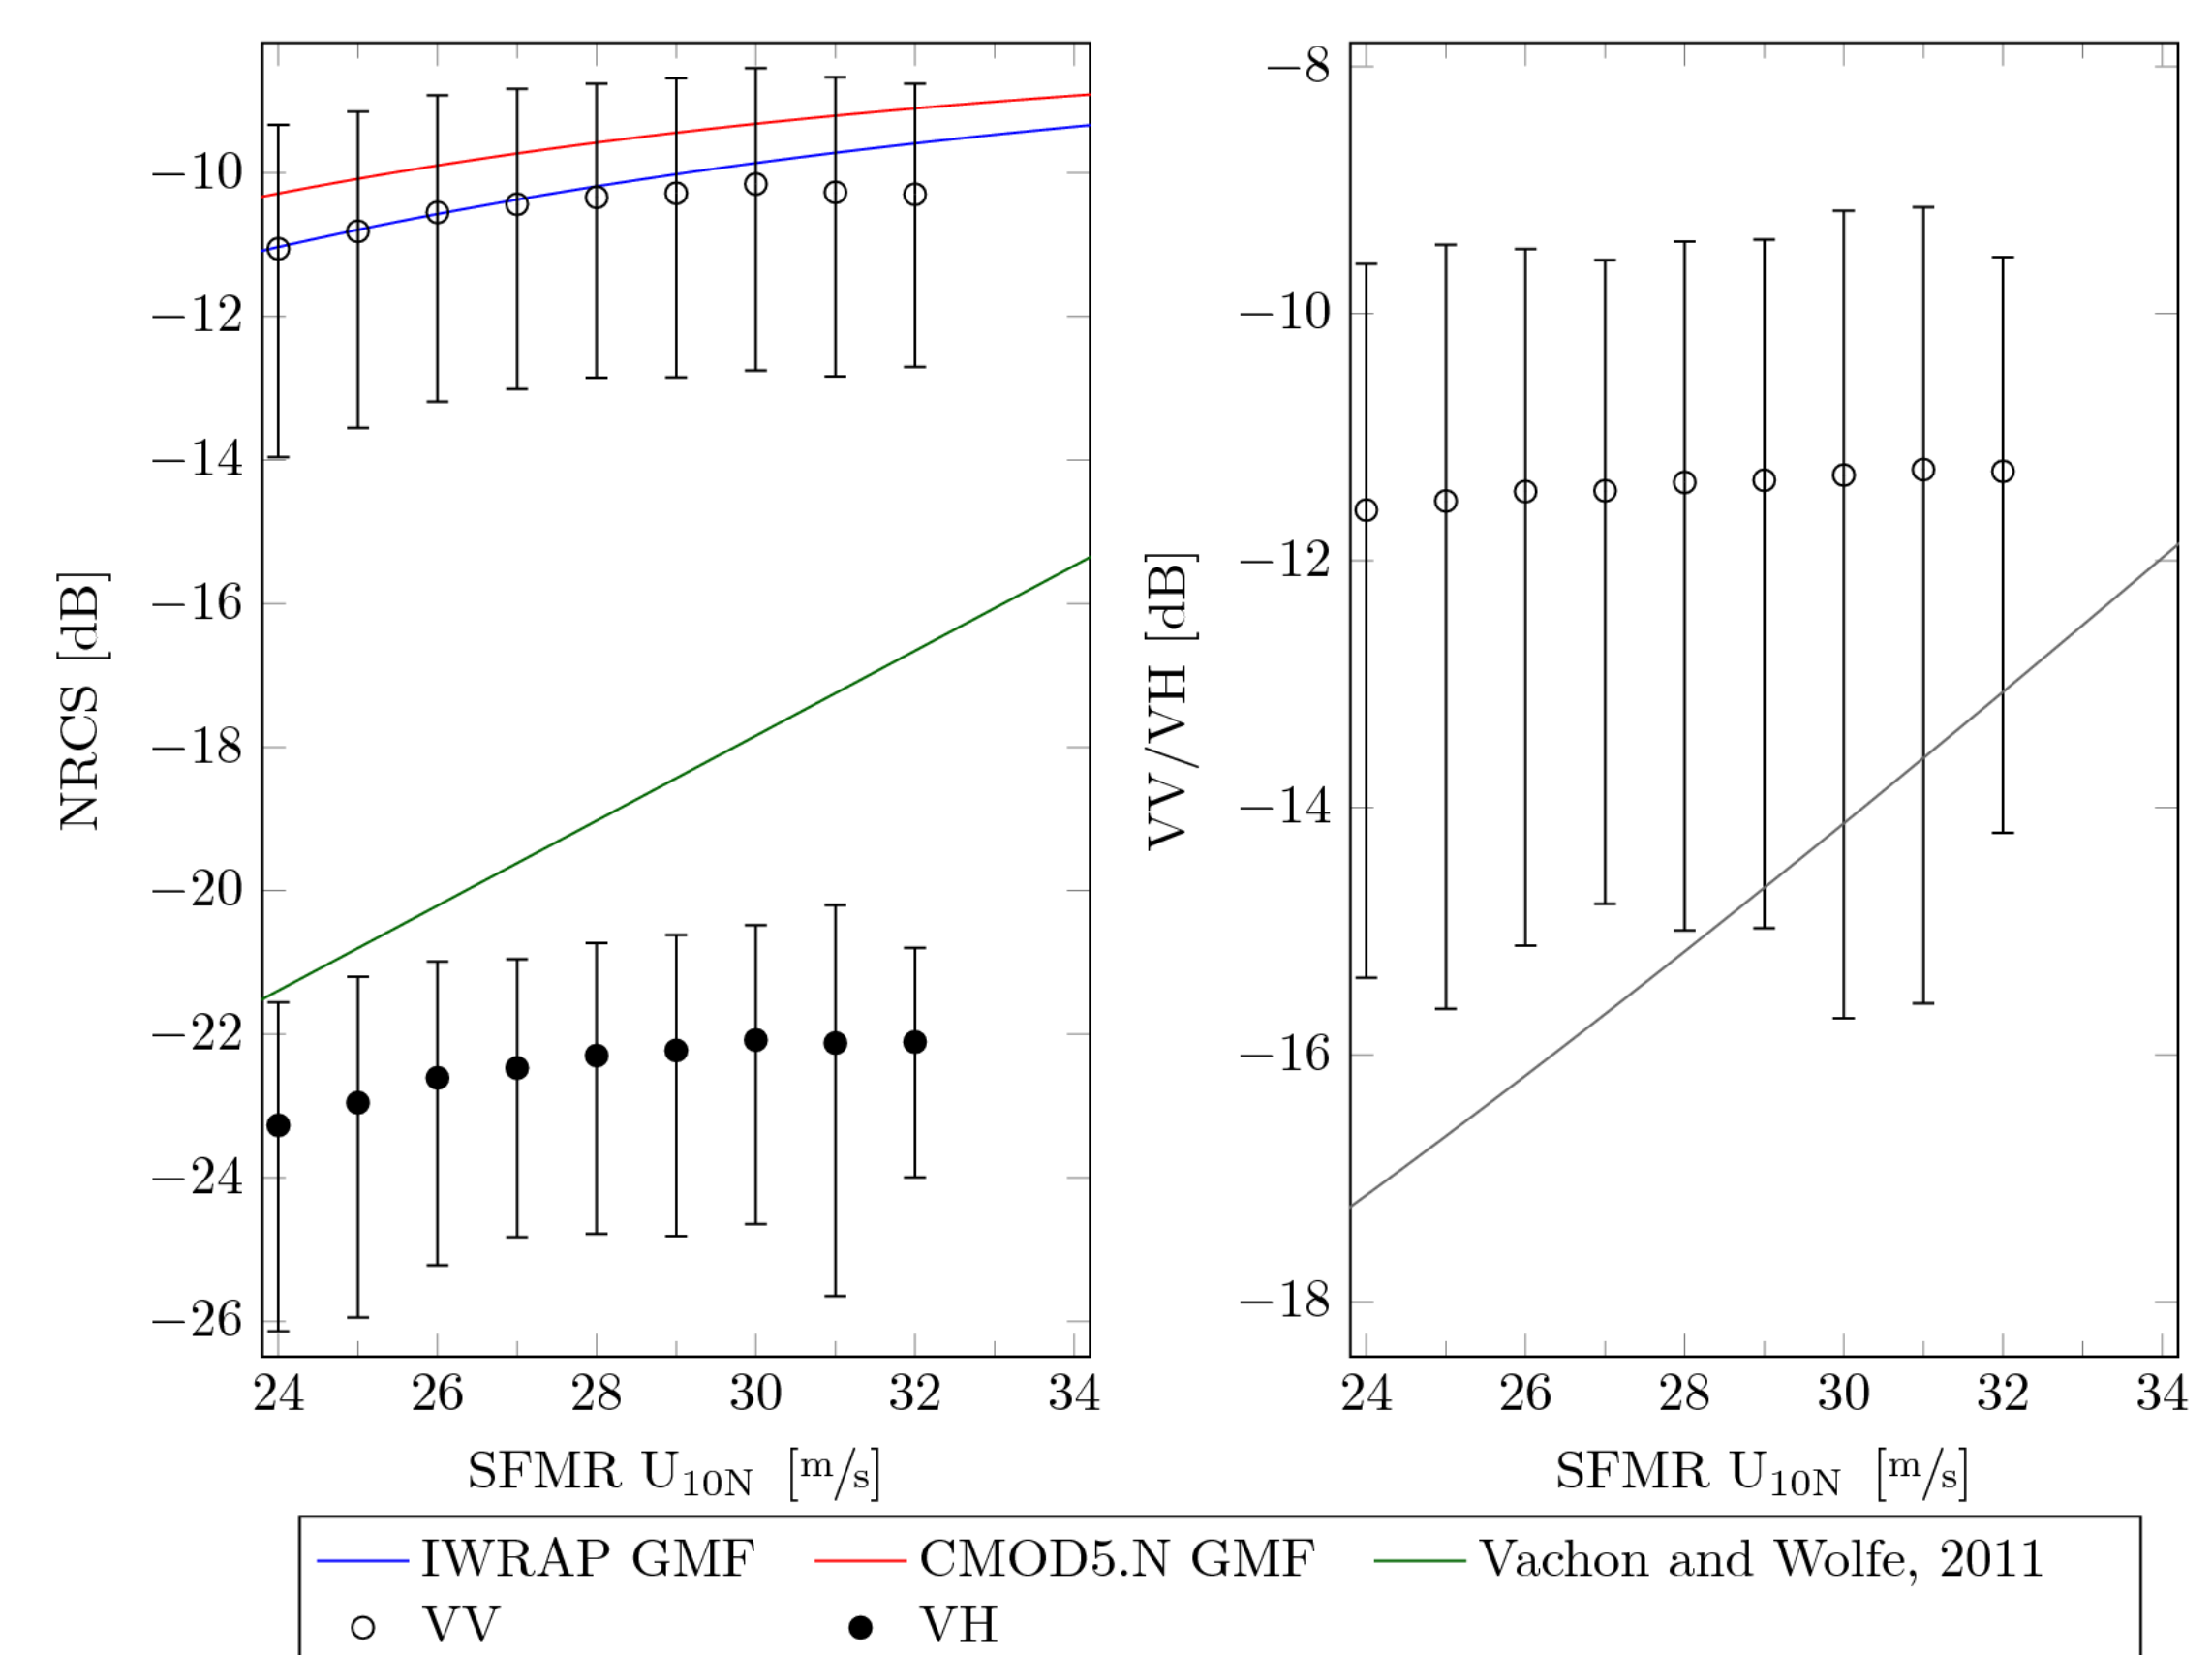 −10
−12
−14
−16
−18
−20
−22
−24
−26
NRCS [dB]
24 26 28 30 32 34
SFMR U10N [m/s]
−8
−10
−12
−14
−16
−18
VV/VH [dB]
24 26 28 30 32 34
SFMR U10N [m/s]
IWRAP GMF CMOD5.N GMF Vachon and Wolfe, 2011
VV VH